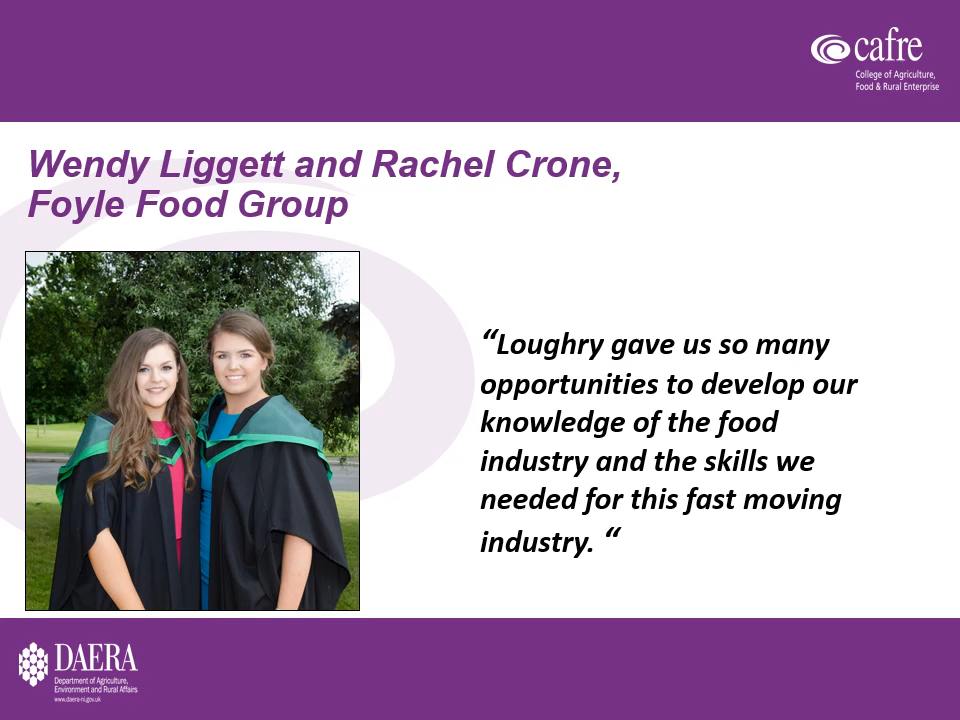 cafre
College of Agriculture,
Food & Rural Enterprise
Wendy Liggett and Rachel Crone,
Foyle Food Group
“Loughry gave us so many
opportunities to develop our
knowledge of the food
industry and the skills we
needed for this fast moving
industry. “
DAERA
Department of Agriculture,
Environment and Rural Affairs
www.daera-ni.gov.uk